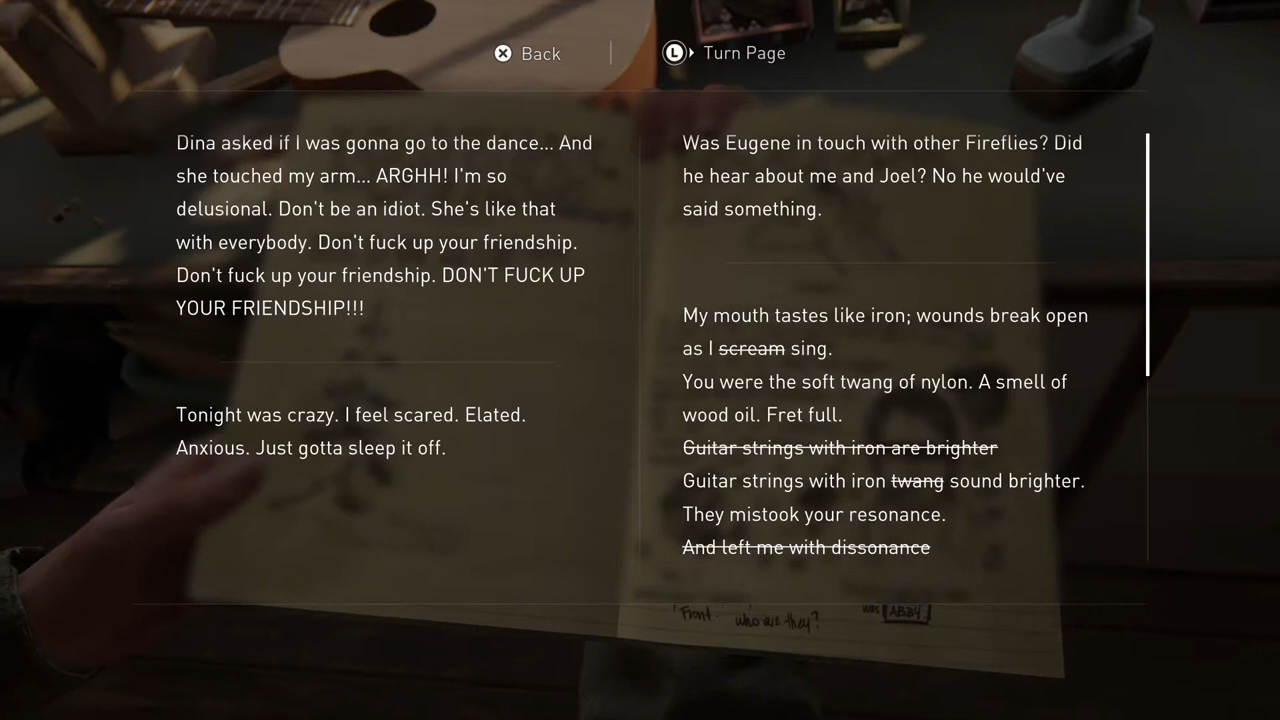 Back
L Turn Page
Dina asked if I was gonna go to the dance... And
she touched my arm... ARGHH! I'm so
delusional. Don't be an idiot. She's like that
with everybody. Don't fuck up your friendship.
Don't fuck up your friendship. DON'T FUCK UP
YOUR FRIENDSHIP!!!
Tonight was crazy. I feel scared. Elated.
Anxious. Just gotta sleep it off.
Was Eugene in touch with other Fireflies? Did
he hear about me and Joel? No he would've
said something.
My mouth tastes like iron; wounds break open
as I scream sing.
You were the soft twang of nylon. A smell of
wood oil. Fret full.
Guitar strings with iron are brighter
Guitar strings with iron twang sound brighter.
They mistook your resonance.
And left me with dissonance
'Front
who are they?
was ABBY